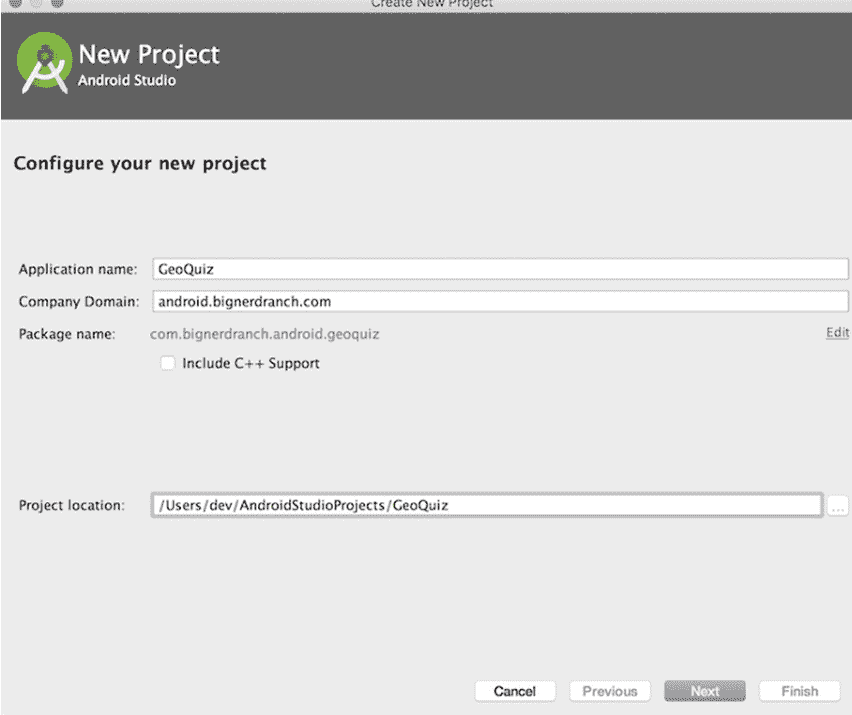 Create New Project
New Project
Android Studio
Configure your new project
Application name: GeoQuiz
Company Domain: android.bignerdranch.com
Package name: com.bignerdranch.android.geoquiz Edit
Include C++ Support
Project location: /Users/dev/AndroidStudioProjects/GeoQuiz ...
Cancel Previous Next Finish